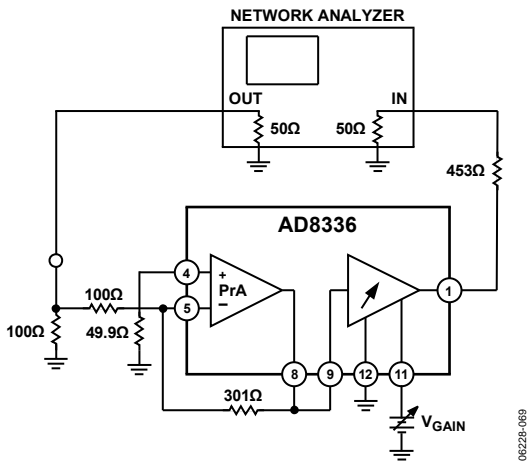 NETWORK ANALYZER
OUT
IN
50Ω
50Ω
453Ω
AD8336
4
+
PrA
–
5
1
100Ω
100Ω
49.9Ω
301Ω
8
9
12
11
VGAIN
06228-069